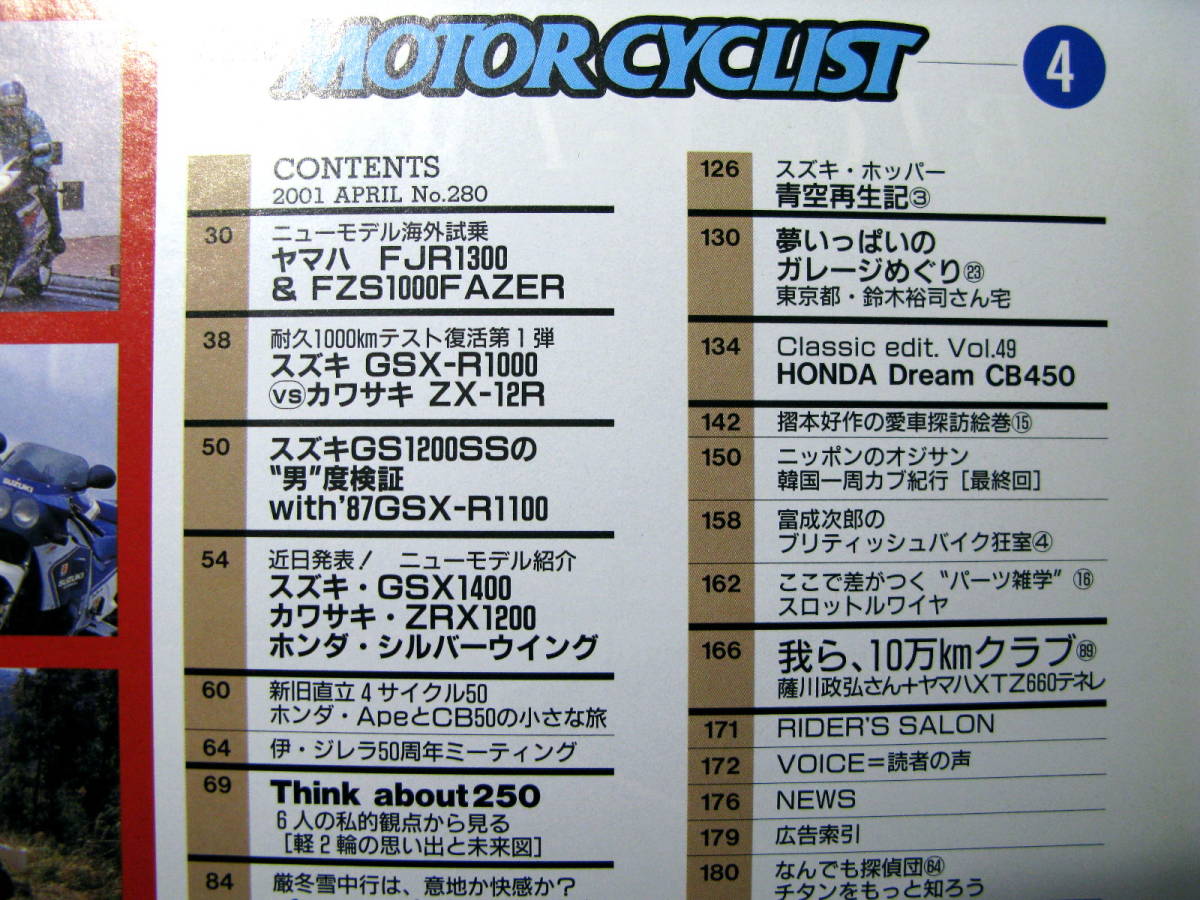 MOTOR CYCLIST
4
CONTENTS
2001 APRIL No.280
30 ニューモデル海外試乗
ヤマハ FJR1300
& FZS1000FAZER
38 耐久1000kmテスト復活第1弾
スズキ GSX-R1000
vsカワサキ ZX-12R
50 スズキGS1200SSの
“男”度検証
with'87GSX-R1100
54 近日発表! ニューモデル紹介
スズキ・GSX1400
カワサキ・ZRX1200
ホンダ・シルバーウイング
60 新旧直立4サイクル50
ホンダ・ApeとCB50の小さな旅
64 伊・ジレラ50周年ミーティング
69 Think about250
6人の私的観点から見る
[軽2輪の思い出と未来図]
84 厳冬雪中行は、意地か快感か?
126 スズキ・ホッパー
青空再生記③
130 夢いっぱいの
ガレージめぐり㉓
東京都・鈴木裕司さん宅
134 Classic edit. Vol.49
HONDA Dream CB450
142 摺本好作の愛車探訪絵巻⑮
150 ニッポンのオジサン
韓国一周カブ紀行[最終回]
158 富成次郎の
ブリティッシュバイク狂室④
162 ここで差がつく“パーツ雑学”⑯
スロットルワイヤ
166 我ら、10万kmクラブ89
薩川政弘さん+ヤマハXTZ660テネレ
171 RIDER'S SALON
172 VOICE=読者の声
176 NEWS
179 広告索引
180 なんでも探偵団64
チタンをもっと知ろう
SUZUKI
SUZUKI